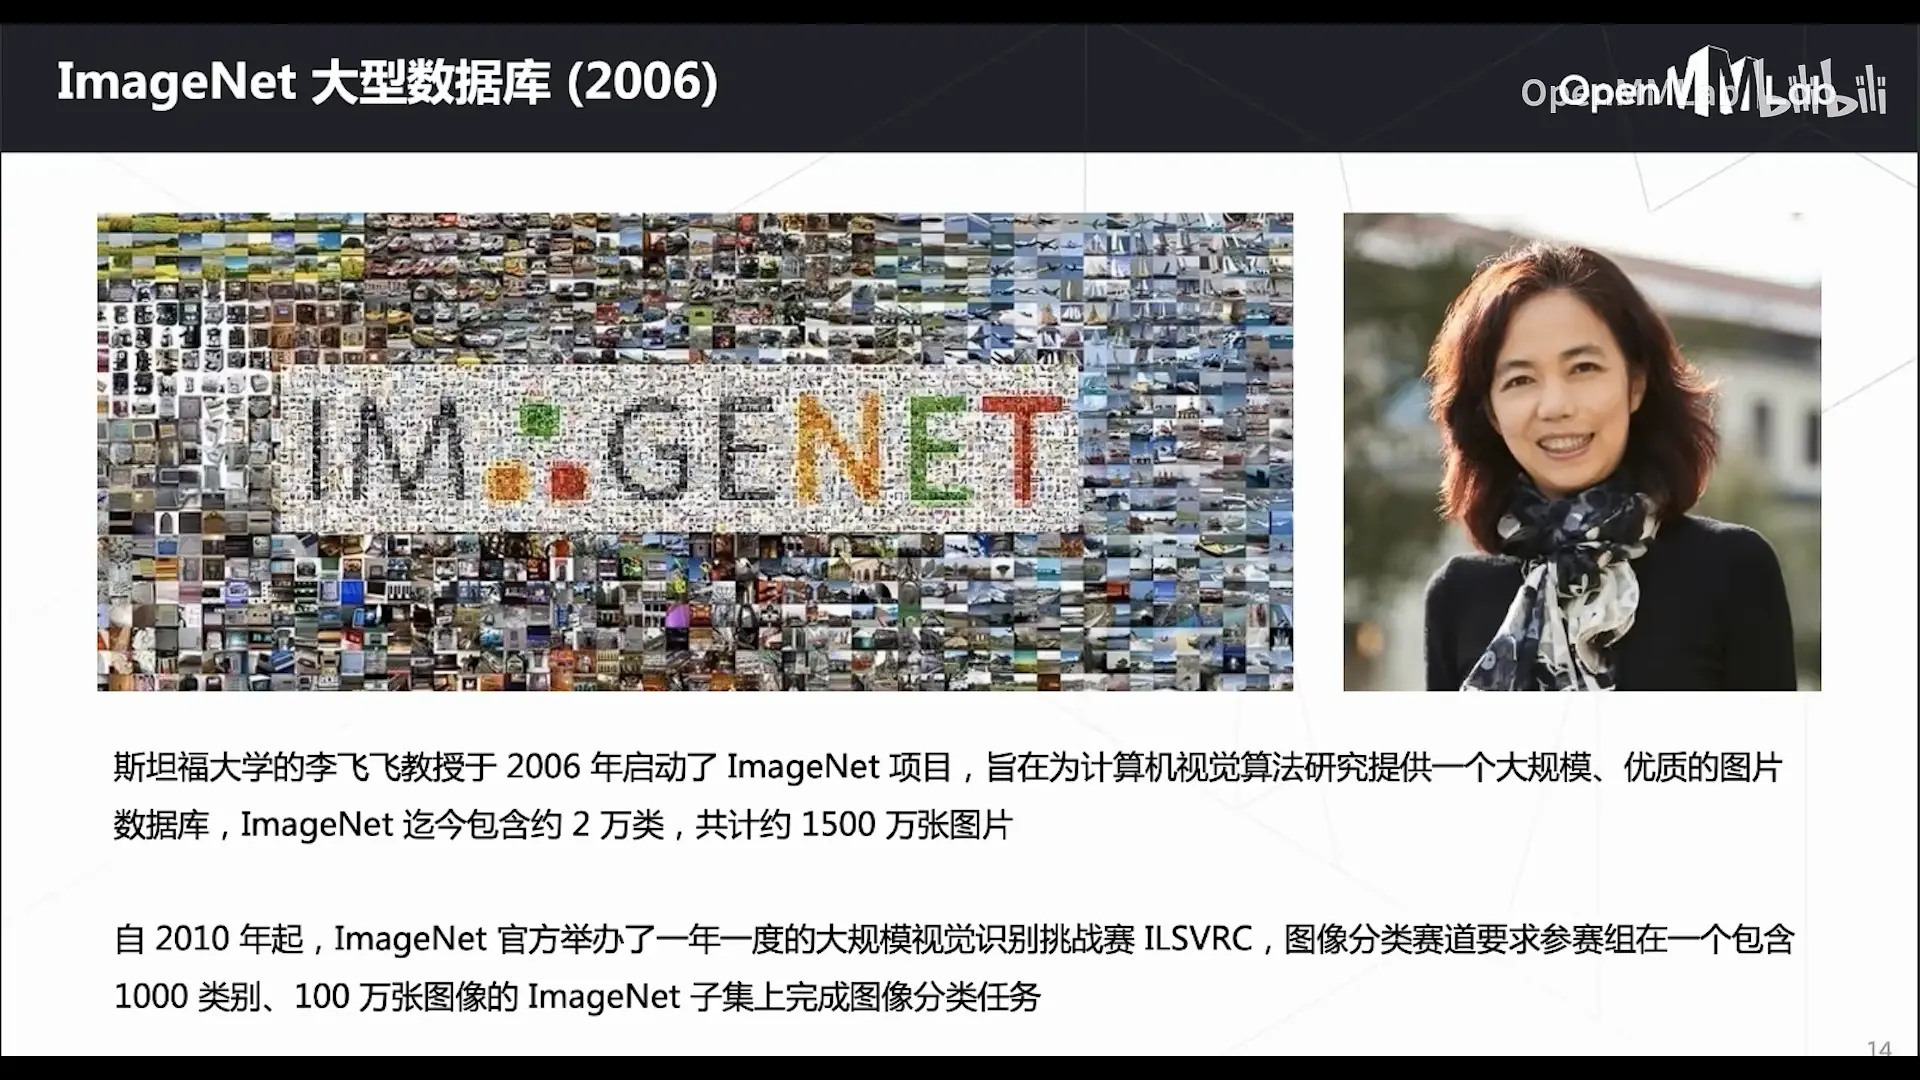 ImageNet 大型数据库 (2006)
OpenMMLab
OpenMMLab bilibili
IMAGENET
斯坦福大学的李飞飞教授于 2006 年启动了 ImageNet 项目，旨在为计算机视觉算法研究提供一个大规模、优质的图片
数据库，ImageNet 迄今包含约 2 万类，共计约 1500 万张图片
自 2010 年起，ImageNet 官方举办了一年一度的大规模视觉识别挑战赛 ILSVRC，图像分类赛道要求参赛组在一个包含
1000 类别、100 万张图像的 ImageNet 子集上完成图像分类任务
14